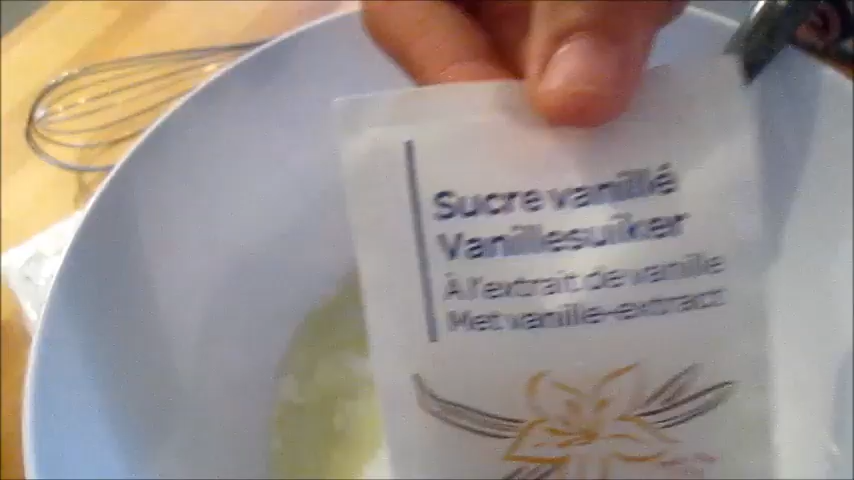 Sucre vanillé
Vanillesuiker
À l'extrait de vanille
Met vanille-extract